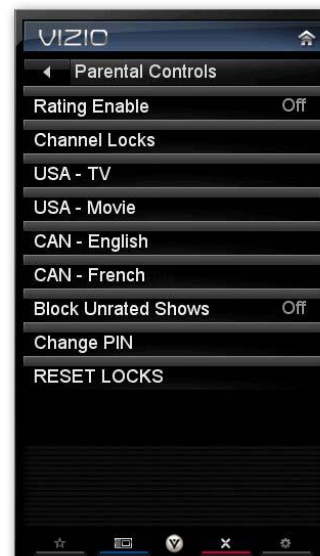 VIZIO
Parental Controls
Rating Enable Off
Channel Locks
USA - TV
USA - Movie
CAN - English
CAN - French
Block Unrated Shows Off
Change PIN
RESET LOCKS
V